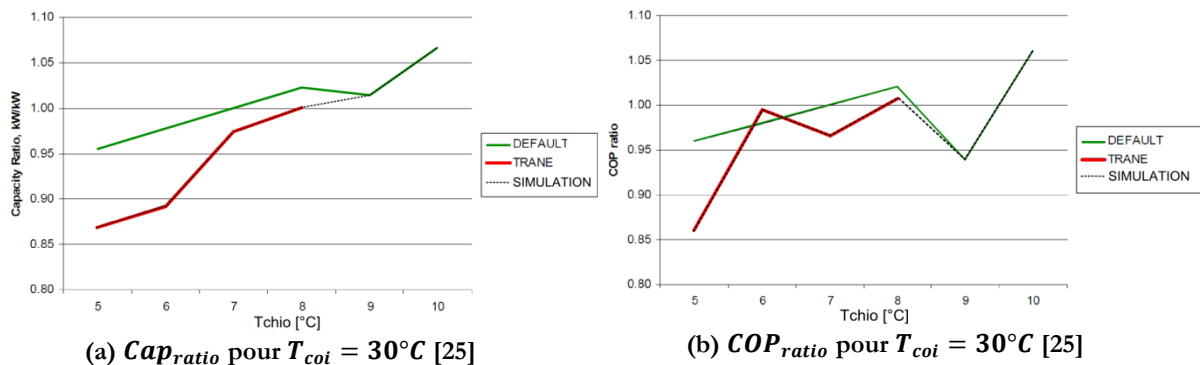 1.10
1.05
1.00
0.95
0.90
0.85
0.80
Capacity Ratio, kW/kW
5 6 7 8 9 10
Tchio [°C]
DEFAULT
TRANE
SIMULATION
(a) Cap_ratio pour T_coi = 30°C [25]
1.10
1.05
1.00
0.95
0.90
0.85
0.80
COP ratio
5 6 7 8 9 10
Tchio [°C]
DEFAULT
TRANE
SIMULATION
(b) COP_ratio pour T_coi = 30°C [25]